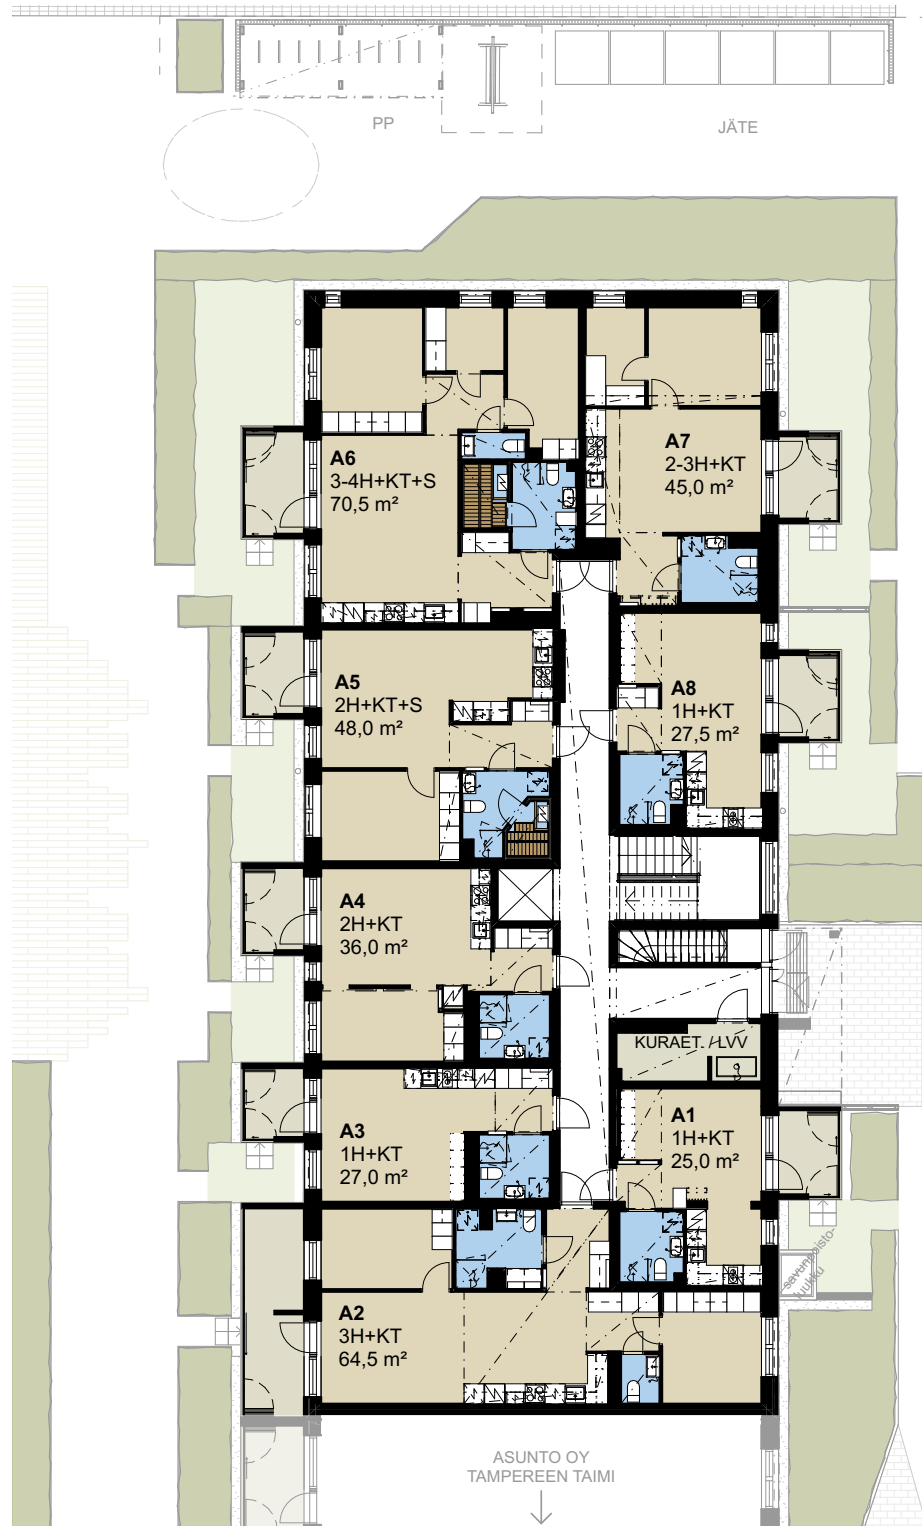 PP
JÄTE
A6
3-4H+KT+S
70,5 m²
A7
2-3H+KT
45,0 m²
A5
2H+KT+S
48,0 m²
A8
1H+KT
27,5 m²
A4
2H+KT
36,0 m²
KURAET. / LVV
A3
1H+KT
27,0 m²
A1
1H+KT
25,0 m²
savunpoisto-
luukku
A2
3H+KT
64,5 m²
ASUNTO OY
TAMPEREEN TAIMI